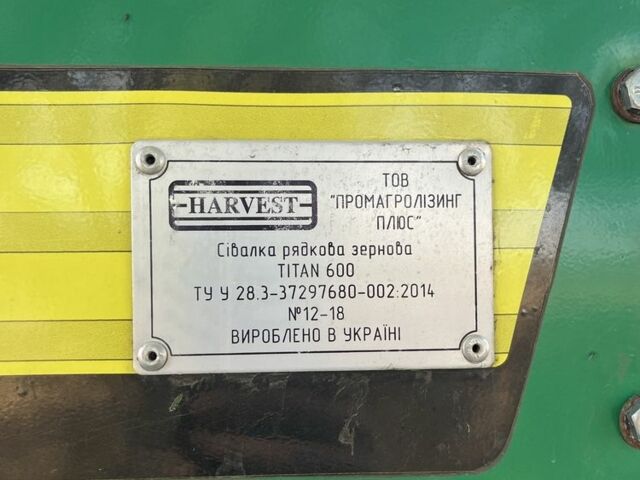 HARVEST
ТОВ
"ПРОМАГРОЛІЗИНГ
ПЛЮС"
Сівалка рядкова зернова
TITAN 600
ТУ У 28.3-37297680-002:2014
№12-18
ВИРОБЛЕНО В УКРАЇНІ